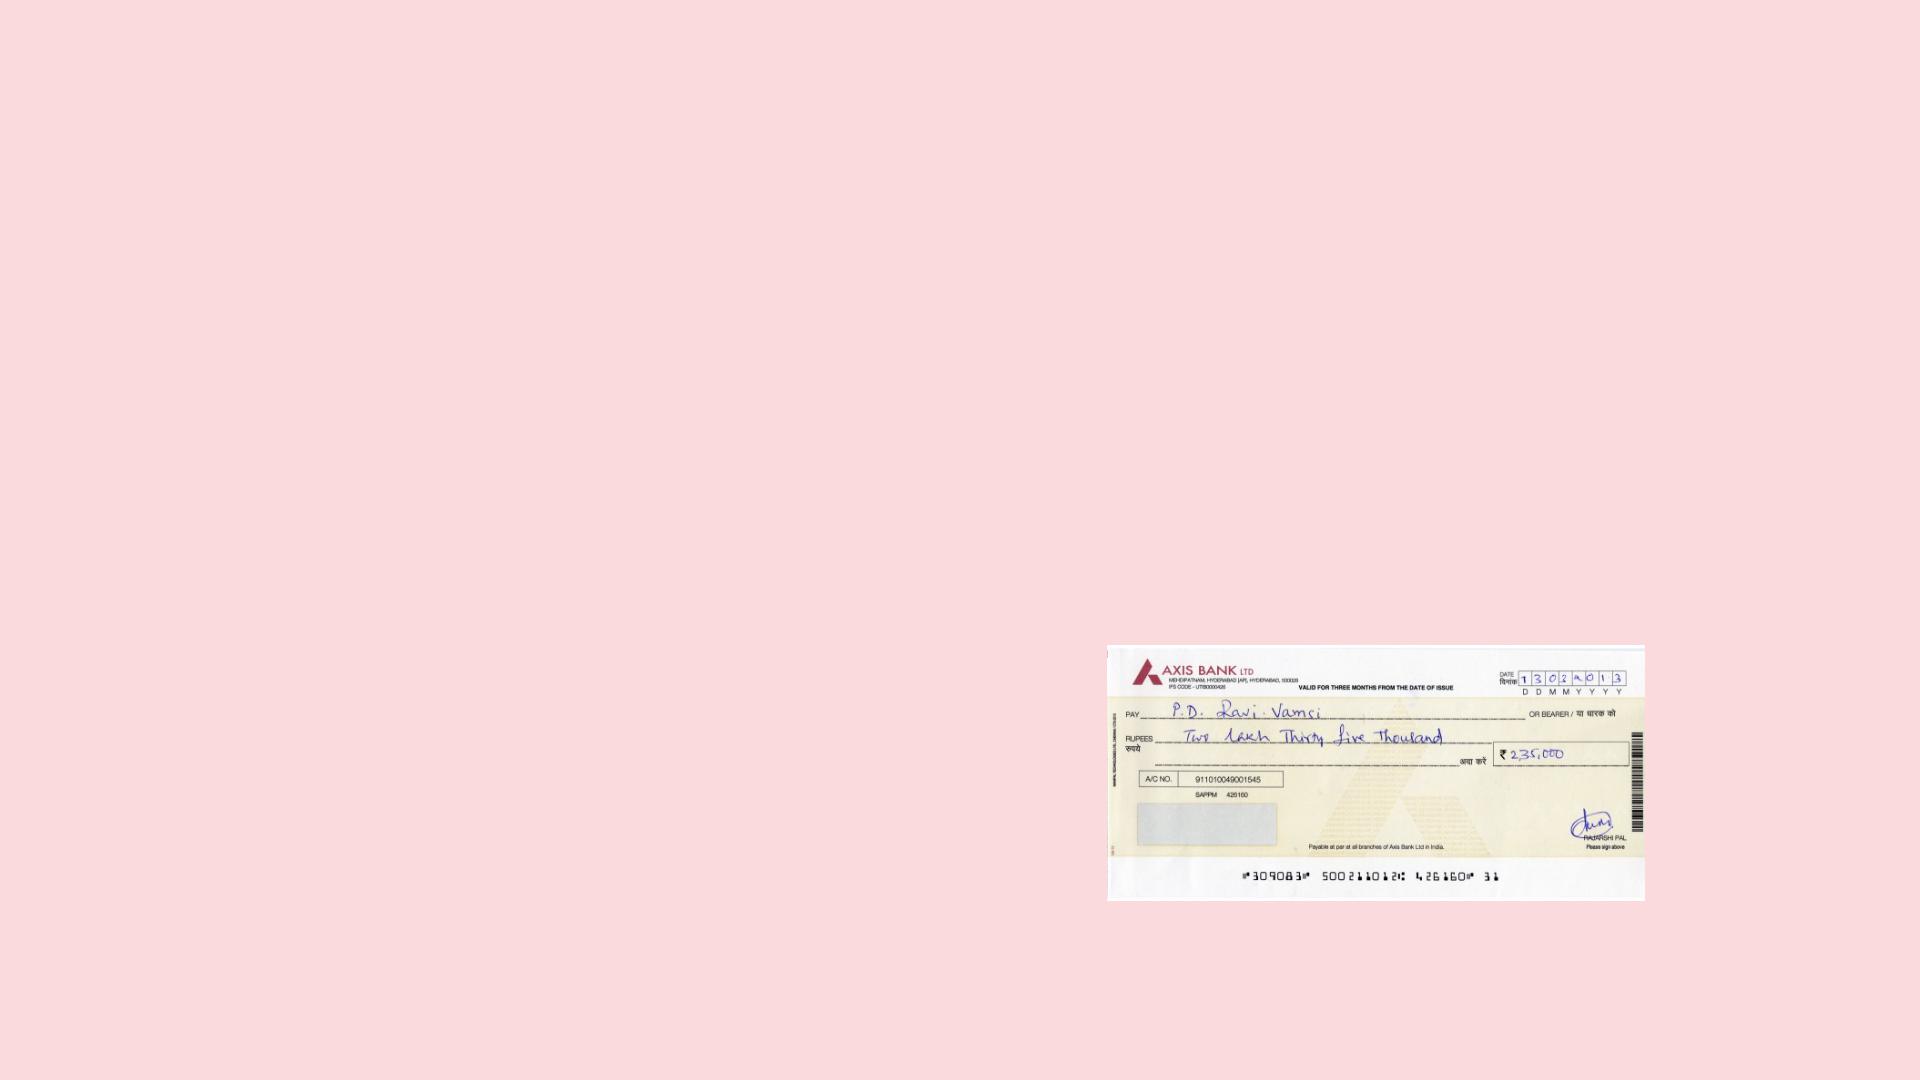 AXIS BANK LTD
MEHDIPATNAM, HYDERABAD [AP], HYDERABAD, 500028
IFS CODE - UTIB0000426
VALID FOR THREE MONTHS FROM THE DATE OF ISSUE
DATE
दिनांक 1 3 0 2 2 0 1 3
D D M M Y Y Y Y
PAY P.D. Ravi Vamsi OR BEARER / या धारक को
RUPEES Two Lakh Thirty five Thousand
रुपये
अदा करें ₹ 235,000
A/C NO. 911010049001545
SAPPM 426160
RAJARSHI PAL
Payable at par at all branches of Axis Bank Ltd in India.
Please sign above
⑈309083⑈ 500211012⑆ 426160⑈ 31